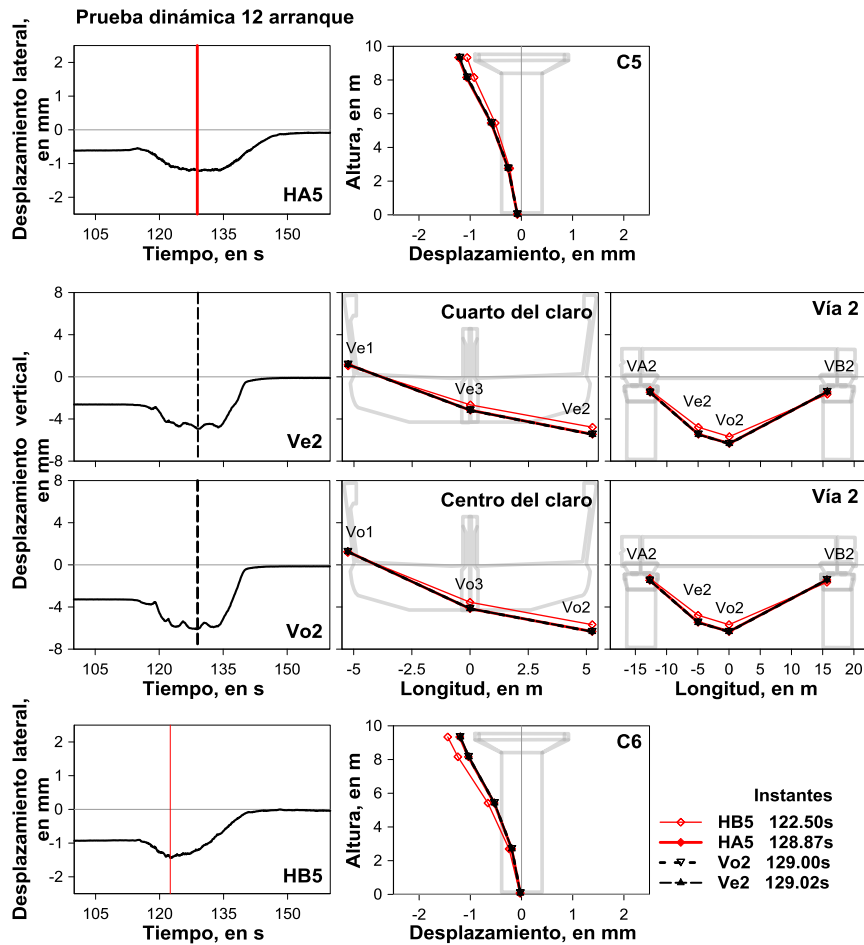 Prueba dinámica 12 arranque
Desplazamiento lateral,
en mm
2
1
0
-1
-2
HA5
105 120 135 150
Tiempo, en s
Altura, en m
10
8
6
4
2
0
C5
-2 -1 0 1 2
Desplazamiento, en mm
Desplazamiento vertical,
en mm
8
4
0
-4
-8
Ve2
Cuarto del claro
Ve1
Ve3
Ve2
Vía 2
VA2
VB2
Ve2
Vo2
8
4
0
-4
-8
Vo2
105 120 135 150
Tiempo, en s
Centro del claro
Vo1
Vo3
Vo2
-5 0 5
Longitud, en m
Vía 2
VA2
VB2
Ve2
Vo2
-15 -10 -5 0 5 10 15 20
Longitud, en m
Desplazamiento lateral,
en mm
2
1
0
-1
-2
HB5
105 120 135 150
Tiempo, en s
Altura, en m
10
8
6
4
2
0
C6
-2 -1 0 1 2
Desplazamiento, en mm
Instantes
HB5 122.50s
HA5 128.87s
Vo2 129.00s
Ve2 129.02s